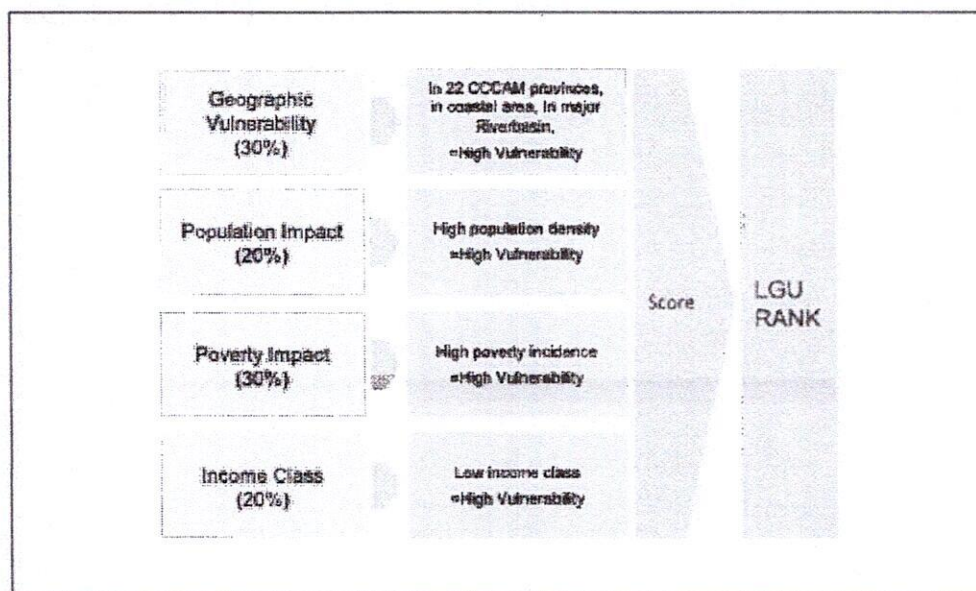 Geographic
Vulnerability
(30%)
In 22 CCCAM provinces,
in coastal area, In major
Riverbasin,
=High Vulnerability
Population Impact
(20%)
High population density
=High Vulnerability
Poverty Impact
(30%)
High poverty incidence
=High Vulnerability
Income Class
(20%)
Low income class
=High Vulnerability
Score
LGU
RANK